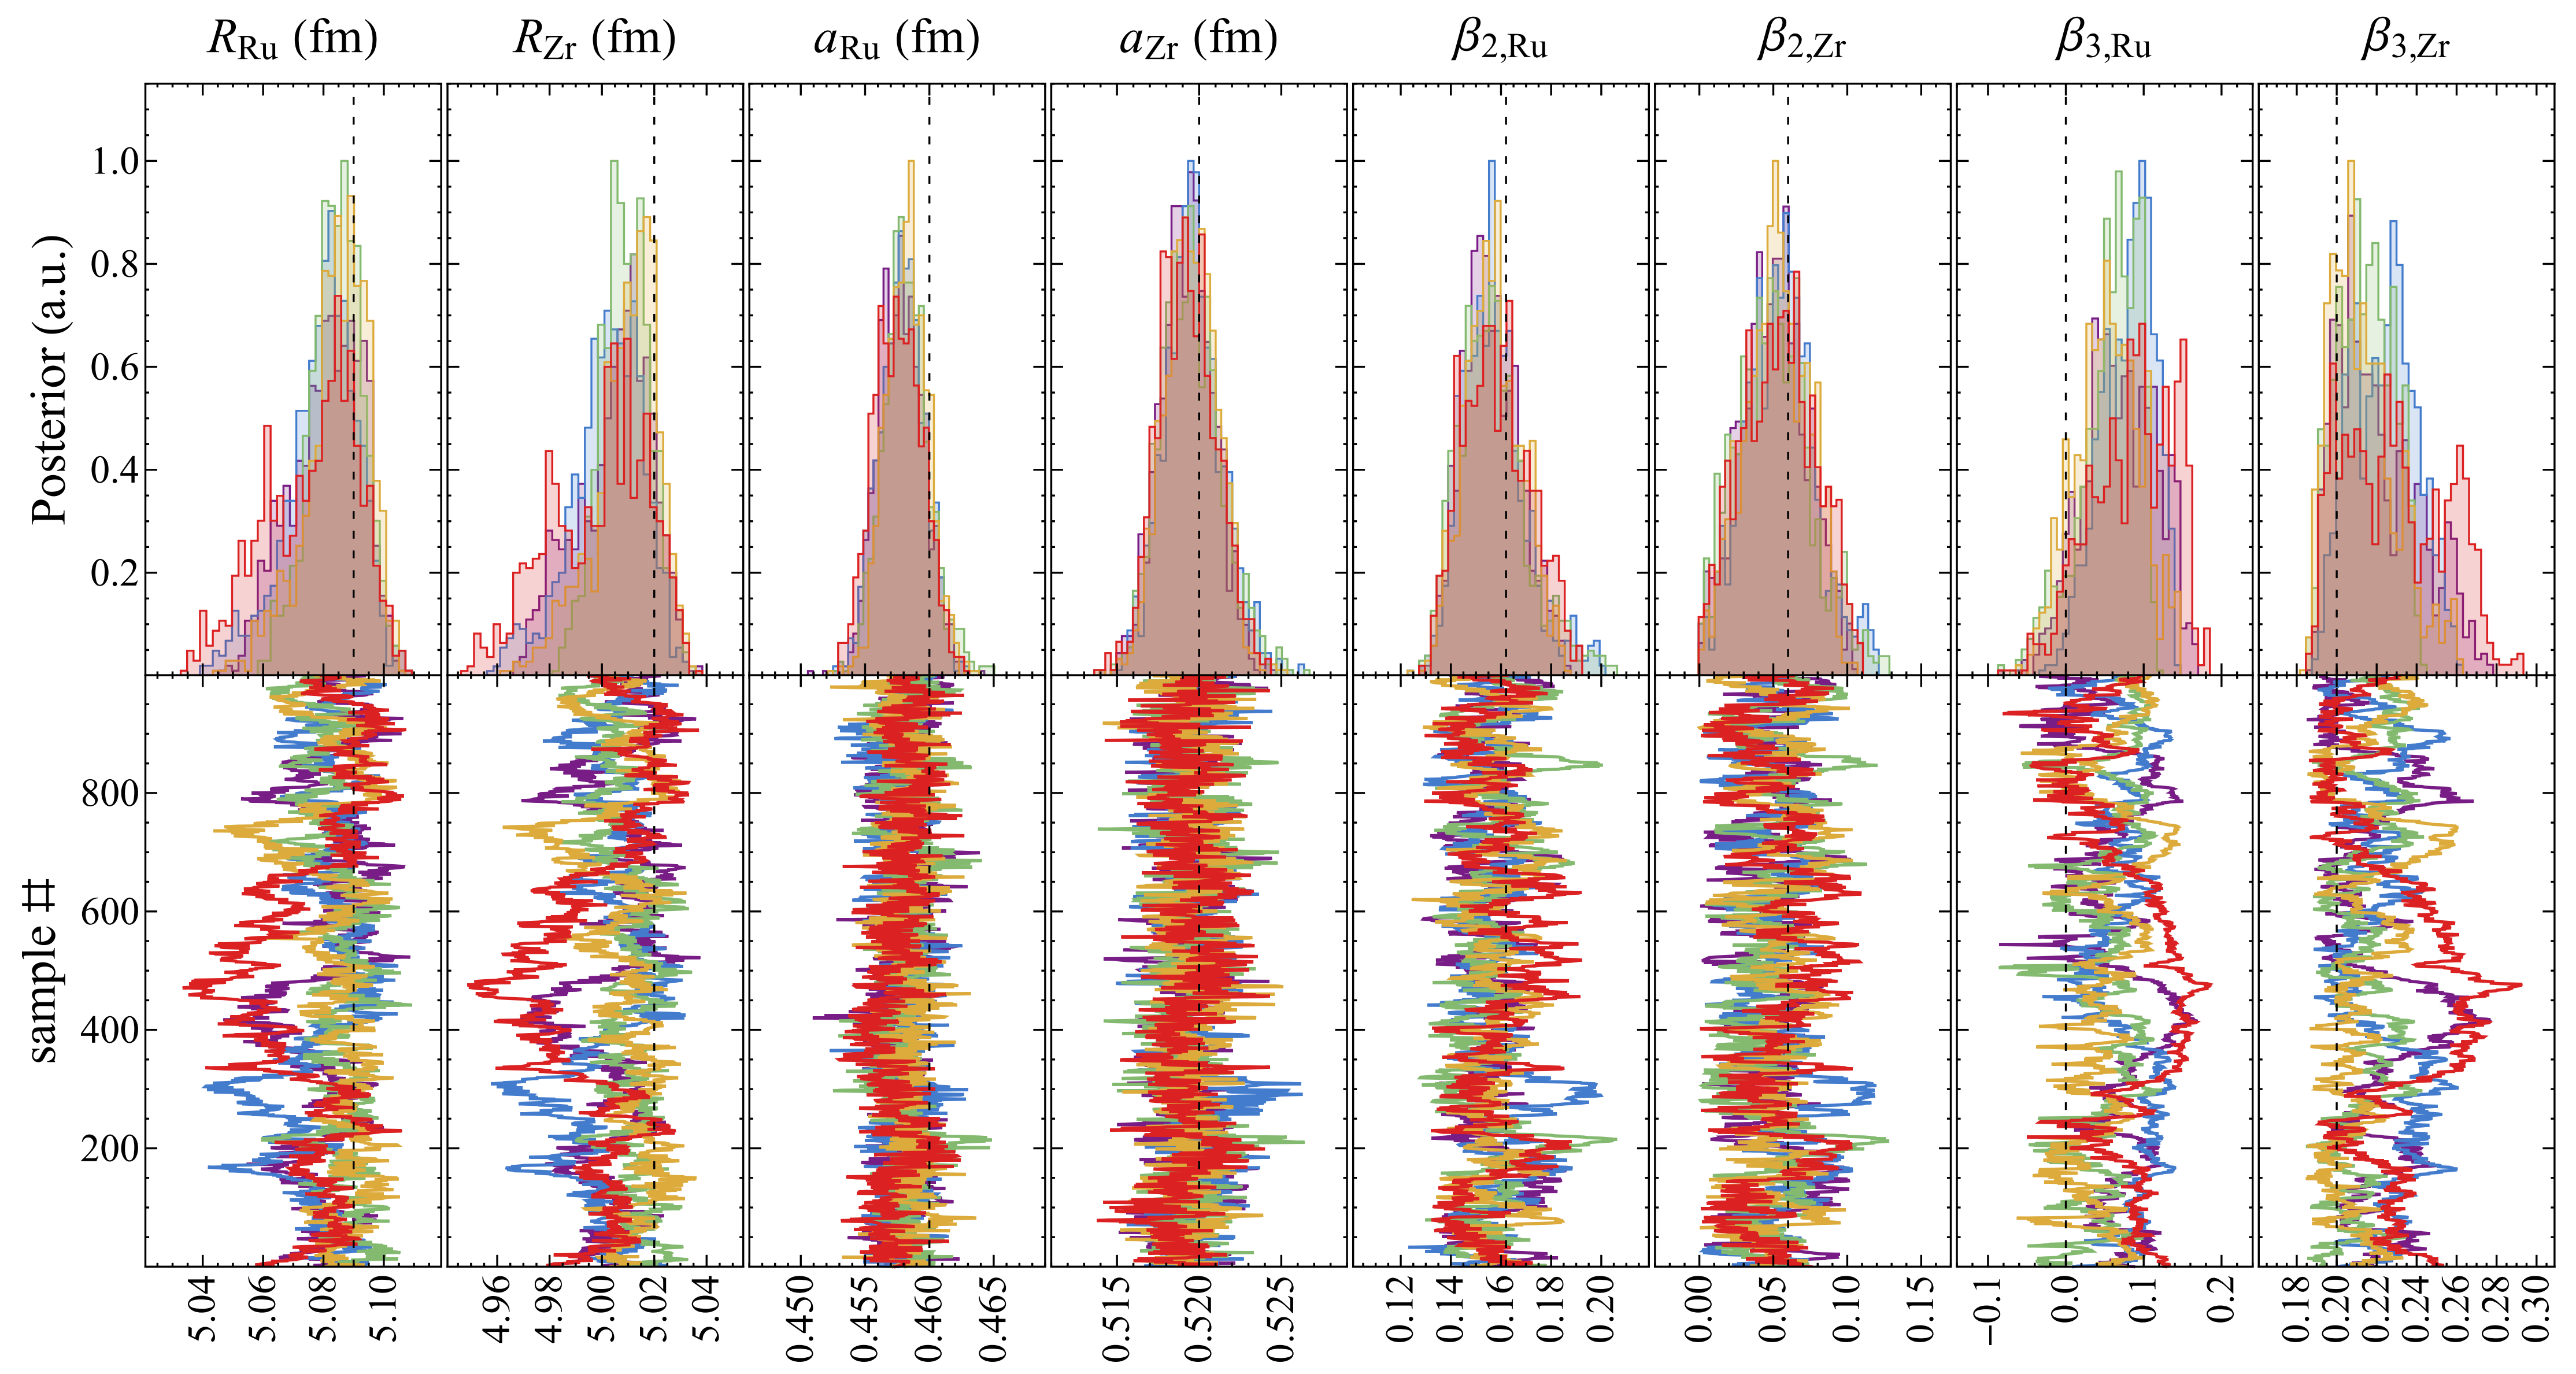 R_Ru (fm) R_Zr (fm) a_Ru (fm) a_Zr (fm) β_2,Ru β_2,Zr β_3,Ru β_3,Zr
Posterior (a.u.)
1.0
0.8
0.6
0.4
0.2
sample #
800
600
400
200
5.04 5.06 5.08 5.10 4.96 4.98 5.00 5.02 5.04 0.450 0.455 0.460 0.465 0.515 0.520 0.525 0.12 0.14 0.16 0.18 0.20 0.00 0.05 0.10 0.15 −0.1 0.0 0.1 0.2 0.18 0.20 0.22 0.24 0.26 0.28 0.30